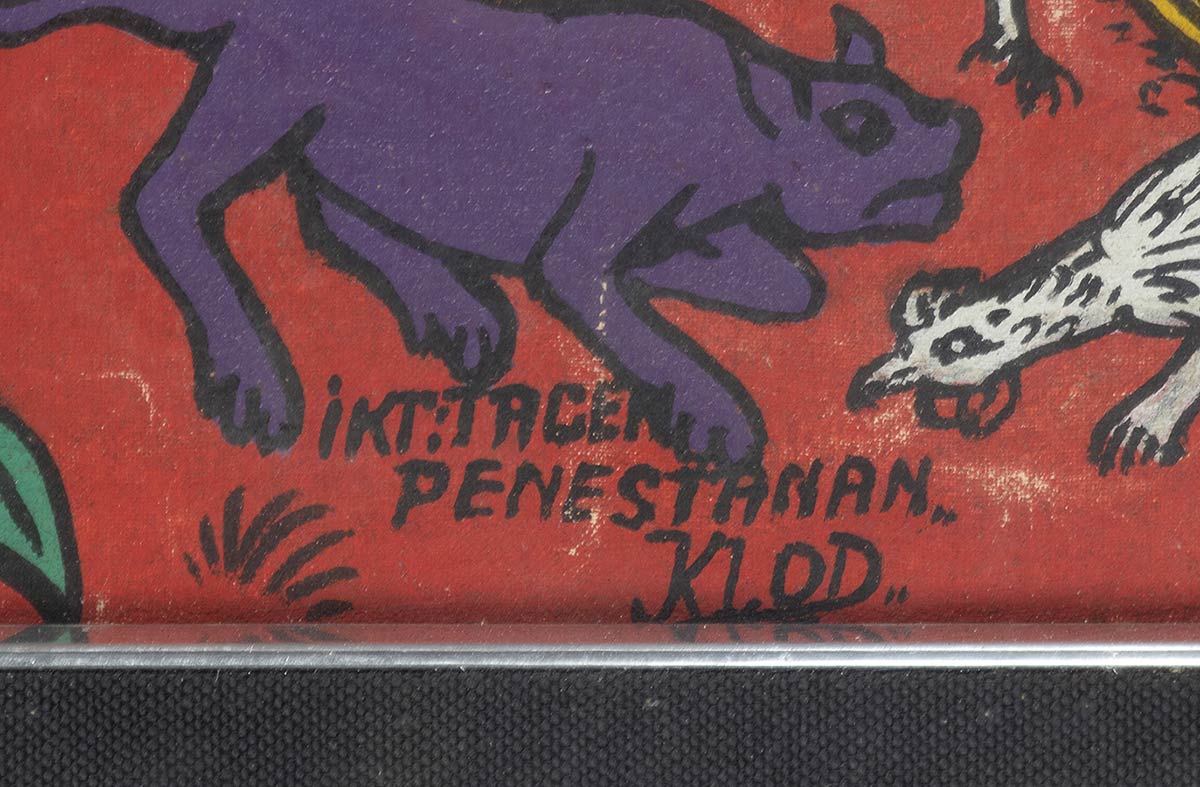 iKT:TAGEN
PENESTANAN,,
KLOD,,